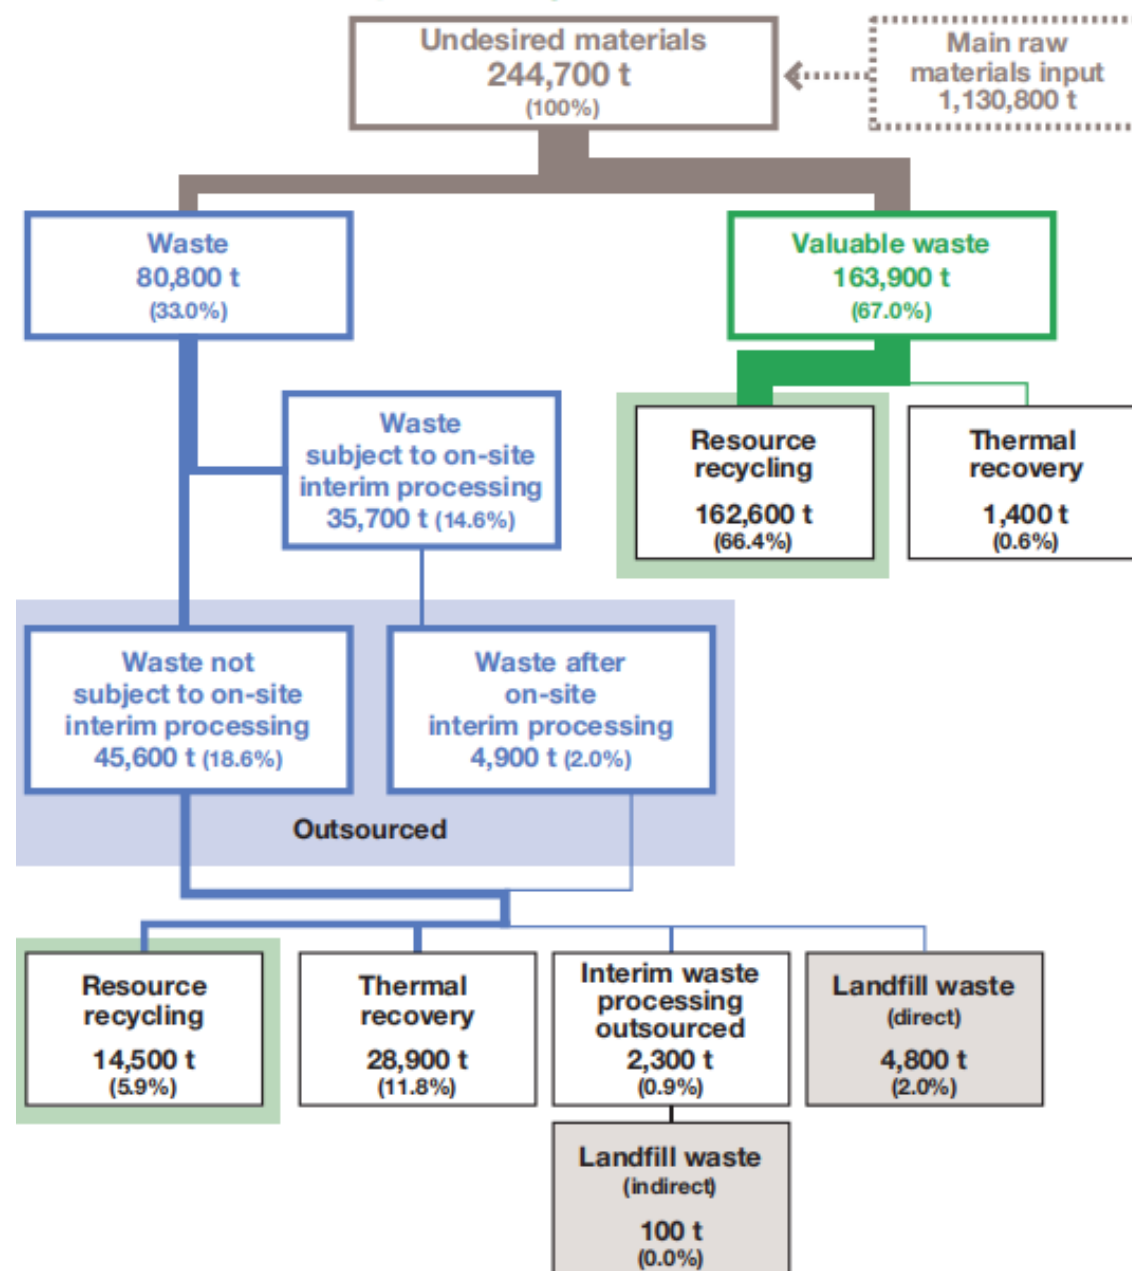 Undesired materials
244,700 t
(100%)
Main raw
materials input
1,130,800 t
Waste
80,800 t
(33.0%)
Valuable waste
163,900 t
(67.0%)
Waste
subject to on-site
interim processing
35,700 t (14.6%)
Resource
recycling
162,600 t
(66.4%)
Thermal
recovery
1,400 t
(0.6%)
Waste not
subject to on-site
interim processing
45,600 t (18.6%)
Waste after
on-site
interim processing
4,900 t (2.0%)
Outsourced
Resource
recycling
14,500 t
(5.9%)
Thermal
recovery
28,900 t
(11.8%)
Interim waste
processing
outsourced
2,300 t
(0.9%)
Landfill waste
(direct)
4,800 t
(2.0%)
Landfill waste
(indirect)
100 t
(0.0%)